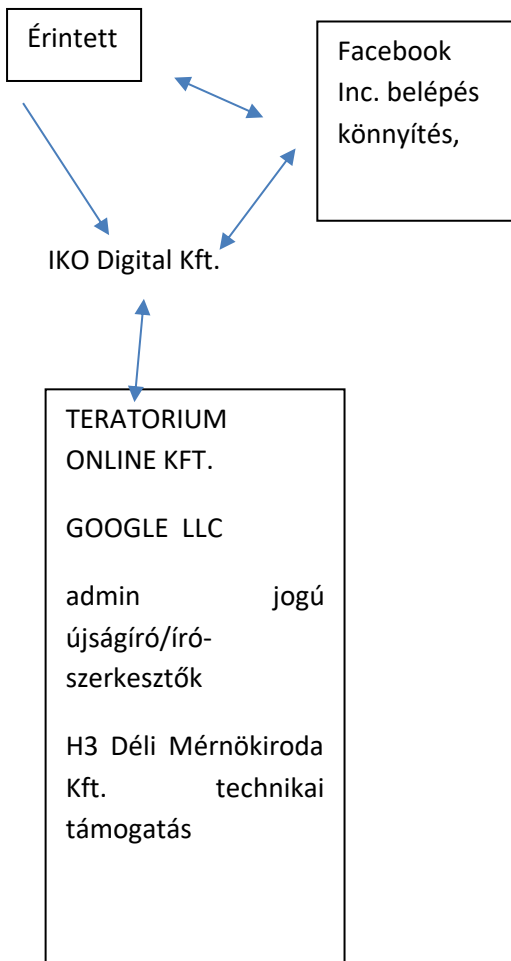 Érintett
Facebook
Inc. belépés
könnyítés,
IKO Digital Kft.
TERATORIUM
ONLINE KFT.
GOOGLE LLC
admin jogú
újságíró/író-
szerkesztők
H3 Déli Mérnökiroda
Kft. technikai
támogatás